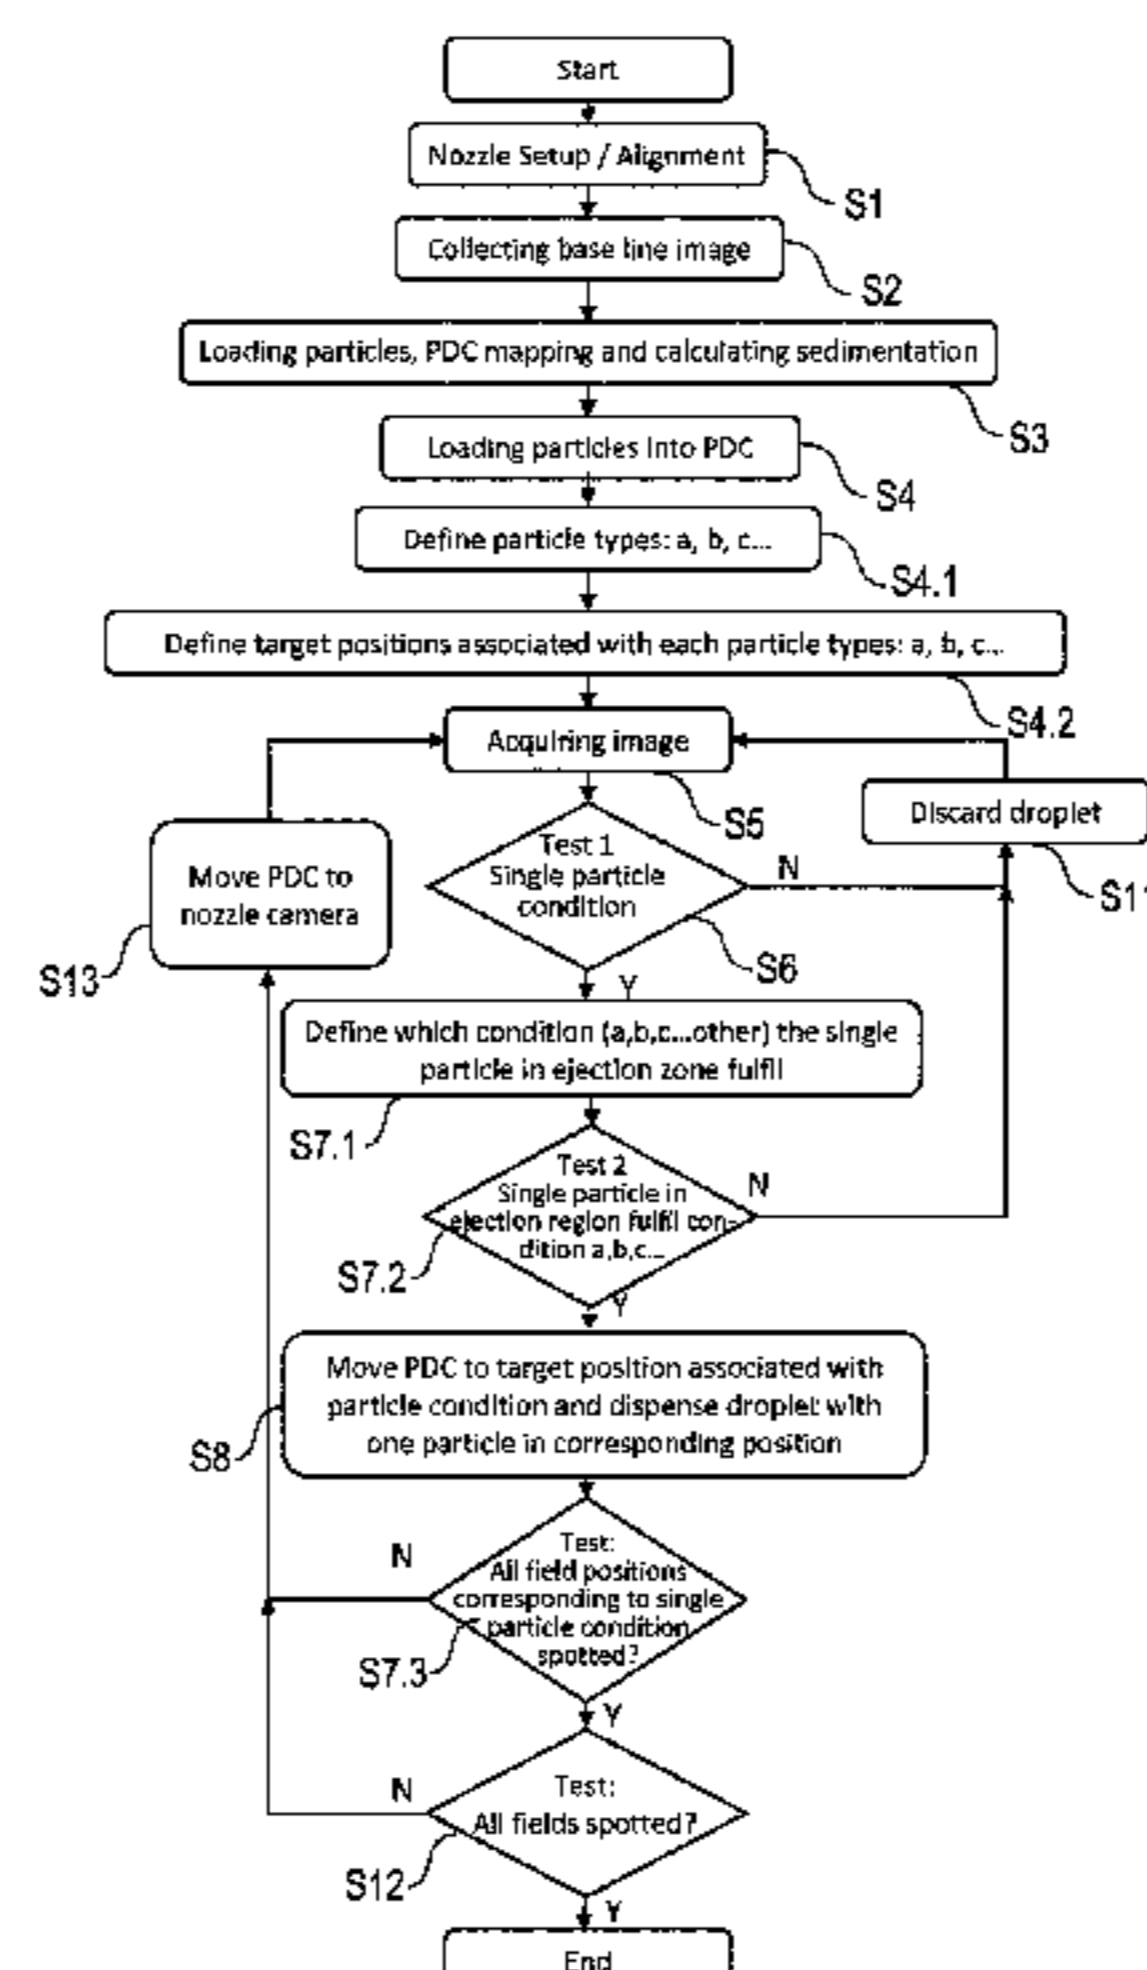 Start
Nozzle Setup / Alignment
S1
Collecting base line image
S2
Loading particles, PDC mapping and calculating sedimentation
S3
Loading particles into PDC
S4
Define particle types: a, b, c...
S4.1
Define target positions associated with each particle types: a, b, c...
S4.2
Acquiring image
S5
Discard droplet
Test 1
Single particle
condition
N
S6
Y
Move PDC to
nozzle camera
S13
Define which condition (a,b,c...other) the single
particle in ejection zone fulfil
S7.1
Test 2
Single particle in
ejection region fulfil con-
dition a,b,c...
N
S7.2
Y
Move PDC to target position associated with
particle condition and dispense droplet with
one particle in corresponding position
S8
Test:
All field positions
corresponding to single
particle condition
spotted?
N
S7.3
Y
Test:
All fields spotted?
N
S12
Y
End